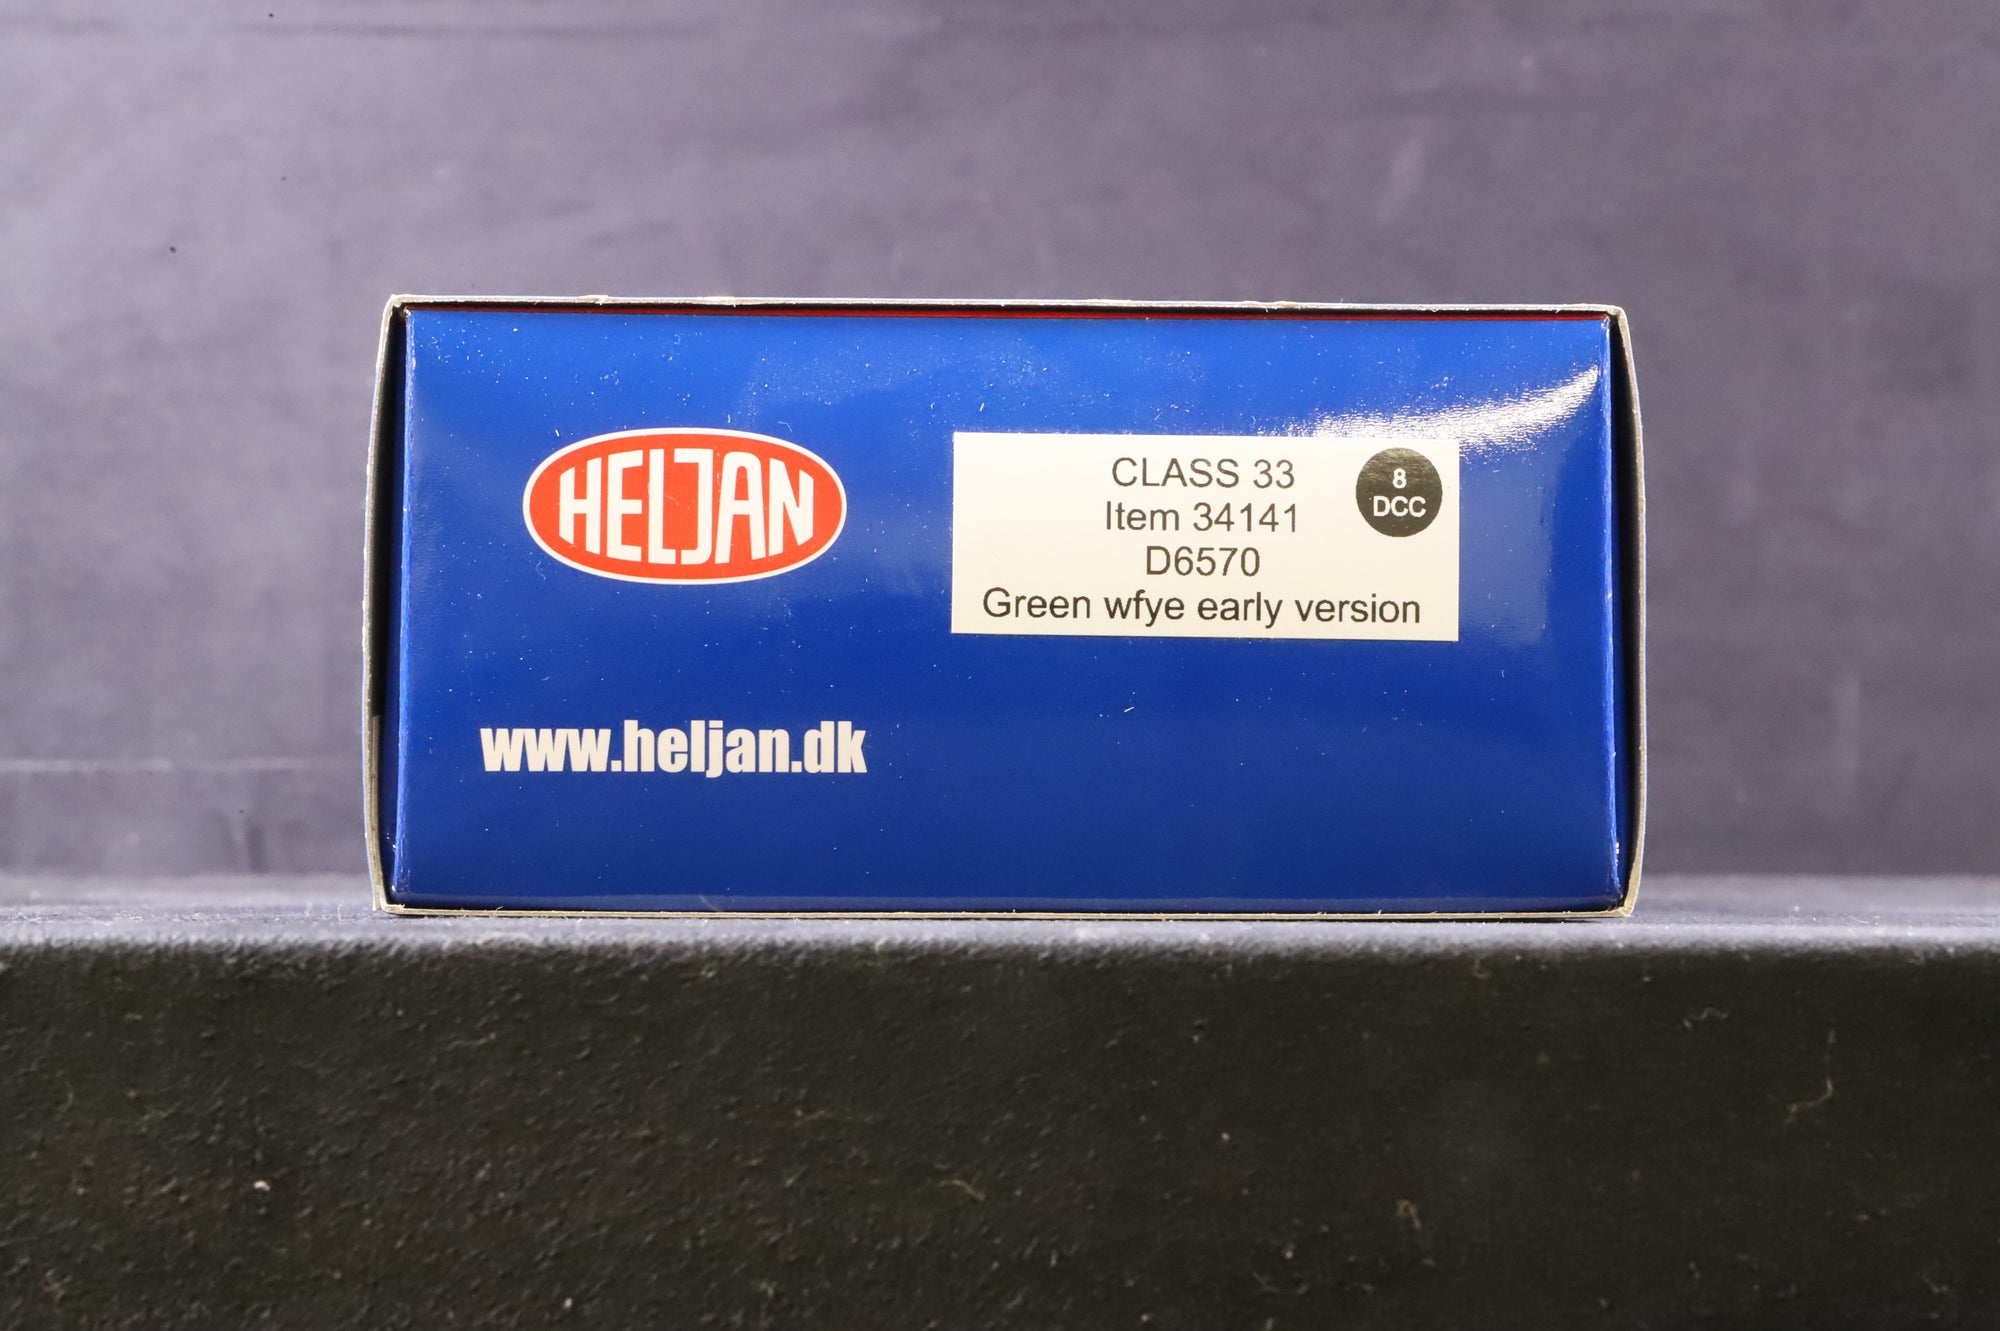 HELJAN
www.heljan.dk
CLASS 33
Item 34141
D6570
Green wfye early version
8
DCC